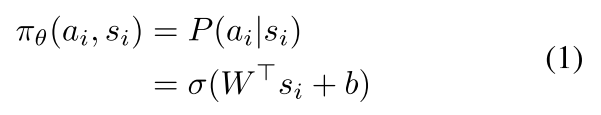 π_θ(a_i, s_i) = P(a_i|s_i)
= σ(W^⊤ s_i + b) (1)